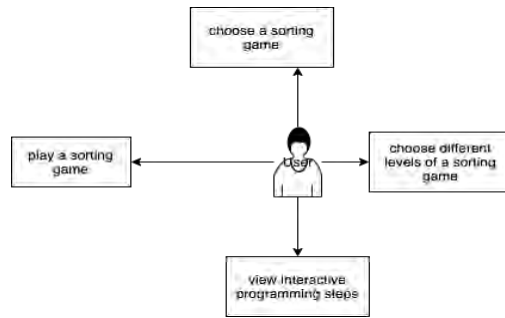 choose a sorting
game
play a sorting
game
User
choose different
levels of a sorting
game
view interactive
programming steps